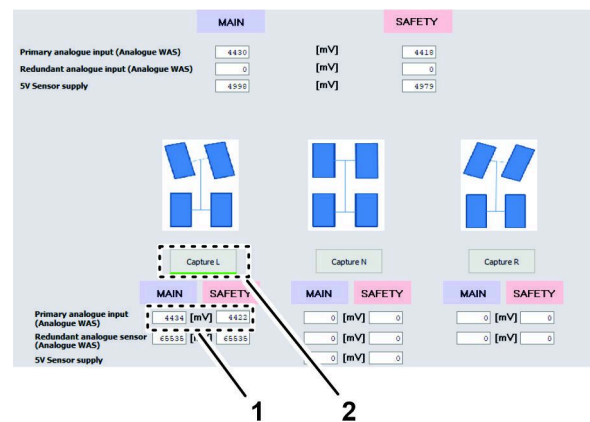 MAIN SAFETY
Primary analogue input (Analogue WAS) 4430 [mV] 4418
Redundant analogue input (Analogue WAS) 0 [mV] 0
5V Sensor supply 4998 [mV] 4979
Capture L Capture N Capture R
MAIN SAFETY MAIN SAFETY MAIN SAFETY
Primary analogue input
(Analogue WAS) 4434 [mV] 4422 0 [mV] 0 0 [mV] 0
Redundant analogue sensor
(Analogue WAS) 65535 65535 0 [mV] 0 0 [mV] 0
5V Sensor supply 0 [mV] 0
1 2